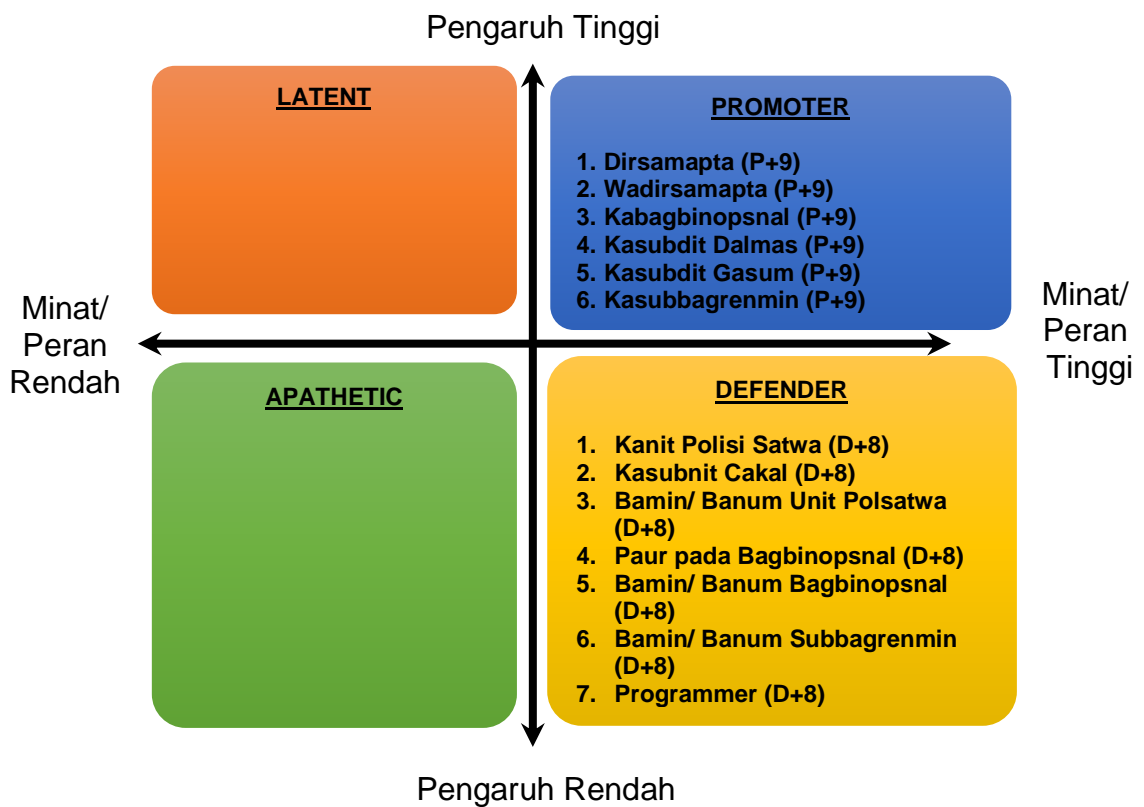 Pengaruh Tinggi
LATENT
PROMOTER
1. Dirsamapta (P+9)
2. Wadirsamapta (P+9)
3. Kabagbinopsnal (P+9)
4. Kasubdit Dalmas (P+9)
5. Kasubdit Gasum (P+9)
6. Kasubbagrenmin (P+9)
Minat/
Peran
Rendah
Minat/
Peran
Tinggi
APATHETIC
DEFENDER
1. Kanit Polisi Satwa (D+8)
2. Kasubnit Cakal (D+8)
3. Bamin/ Banum Unit Polsatwa
(D+8)
4. Paur pada Bagbinopsnal (D+8)
5. Bamin/ Banum Bagbinopsnal
(D+8)
6. Bamin/ Banum Subbagrenmin
(D+8)
7. Programmer (D+8)
Pengaruh Rendah